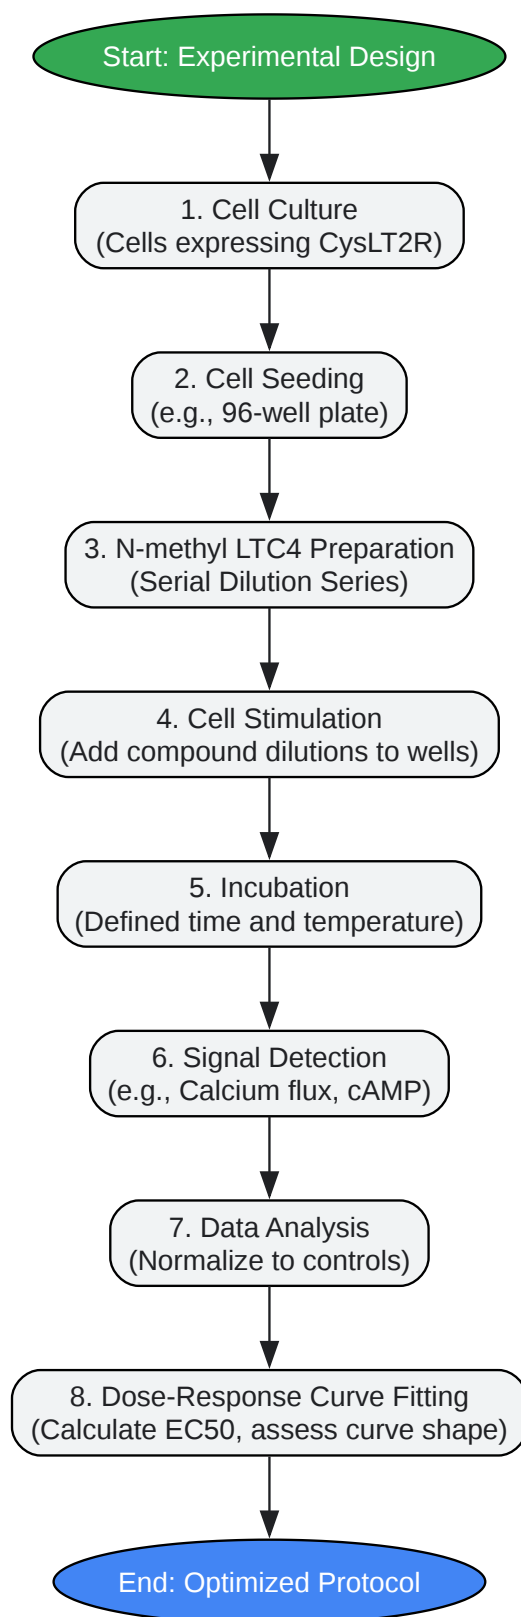 Start: Experimental Design
1. Cell Culture
(Cells expressing CysLT2R)
2. Cell Seeding
(e.g., 96-well plate)
3. N-methyl LTC4 Preparation
(Serial Dilution Series)
4. Cell Stimulation
(Add compound dilutions to wells)
5. Incubation
(Defined time and temperature)
6. Signal Detection
(e.g., Calcium flux, cAMP)
7. Data Analysis
(Normalize to controls)
8. Dose-Response Curve Fitting
(Calculate EC50, assess curve shape)
End: Optimized Protocol